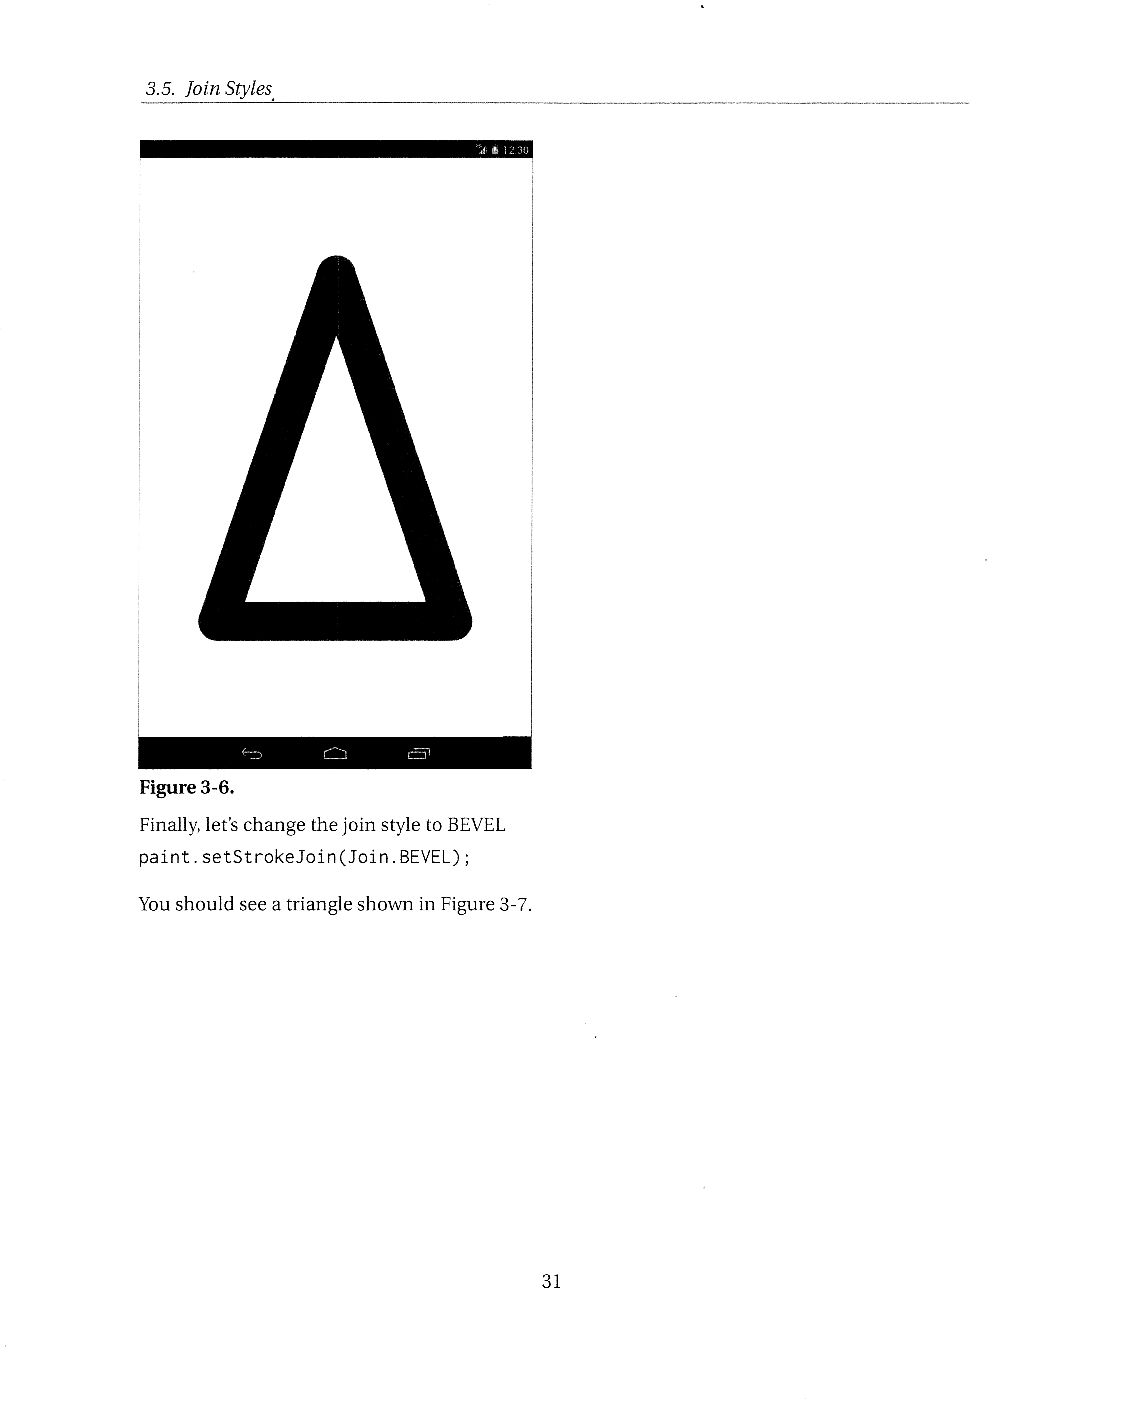 3.5. Join Styles
12:30
Figure 3-6.
Finally, let's change the join style to BEVEL
paint.setStrokeJoin(Join.BEVEL);
You should see a triangle shown in Figure 3-7.
31